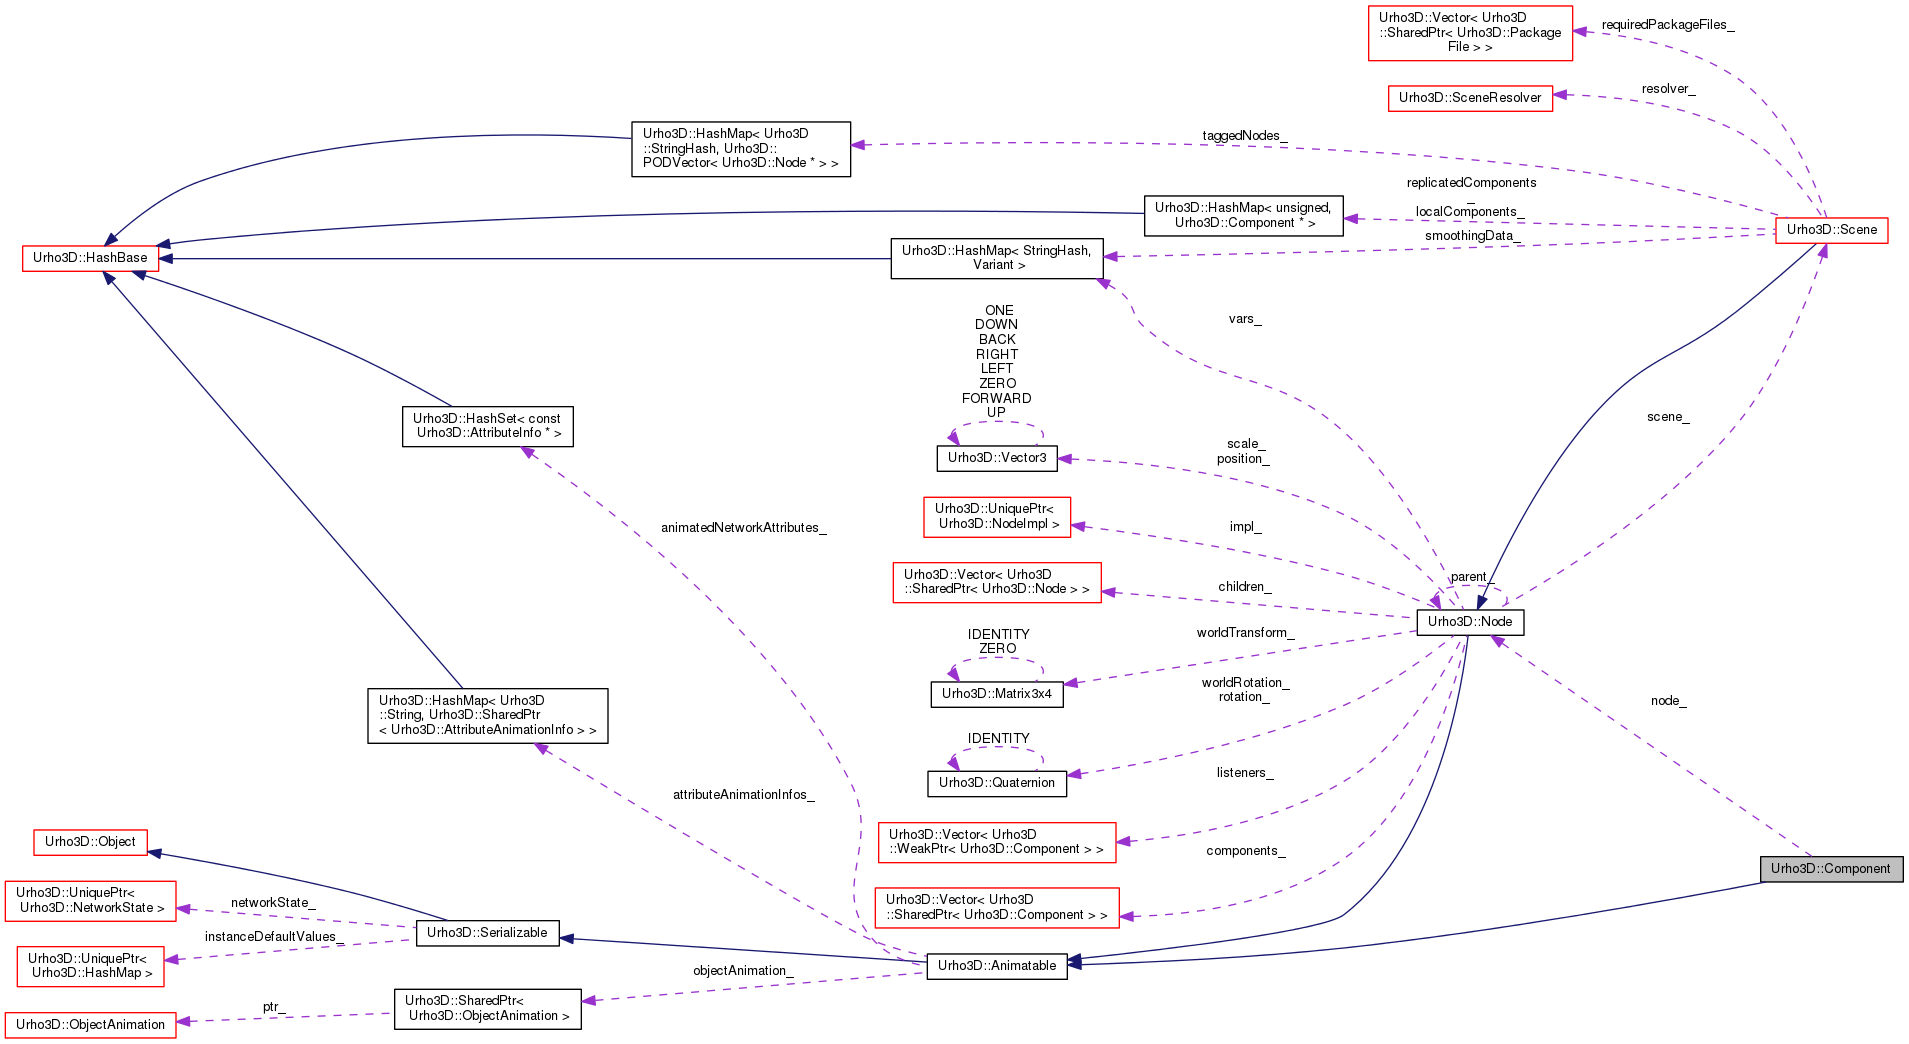 Urho3D::Vector< Urho3D
::SharedPtr< Urho3D::Package
File > >
requiredPackageFiles_
Urho3D::SceneResolver
resolver_
Urho3D::HashMap< Urho3D
::StringHash, Urho3D::
PODVector< Urho3D::Node * > >
taggedNodes_
replicatedComponents
_
localComponents_
Urho3D::HashMap< unsigned,
Urho3D::Component * >
Urho3D::Scene
smoothingData_
Urho3D::HashMap< StringHash,
Variant >
Urho3D::HashBase
vars_
ONE
DOWN
BACK
RIGHT
LEFT
ZERO
FORWARD
UP
Urho3D::HashSet< const
Urho3D::AttributeInfo * >
scene_
scale_
position_
Urho3D::Vector3
Urho3D::UniquePtr<
Urho3D::NodeImpl >
impl_
animatedNetworkAttributes_
Urho3D::Vector< Urho3D
::SharedPtr< Urho3D::Node > >
children_
parent_
Urho3D::Node
IDENTITY
ZERO
worldTransform_
Urho3D::Matrix3x4
worldRotation_
rotation_
node_
Urho3D::HashMap< Urho3D
::String, Urho3D::SharedPtr
< Urho3D::AttributeAnimationInfo > >
IDENTITY
Urho3D::Quaternion
listeners_
attributeAnimationInfos_
Urho3D::Vector< Urho3D
::WeakPtr< Urho3D::Component > >
Urho3D::Object
components_
Urho3D::Component
Urho3D::UniquePtr<
Urho3D::NetworkState >
networkState_
Urho3D::Vector< Urho3D
::SharedPtr< Urho3D::Component > >
Urho3D::Serializable
instanceDefaultValues_
Urho3D::UniquePtr<
Urho3D::HashMap >
Urho3D::Animatable
objectAnimation_
Urho3D::SharedPtr<
Urho3D::ObjectAnimation >
ptr_
Urho3D::ObjectAnimation